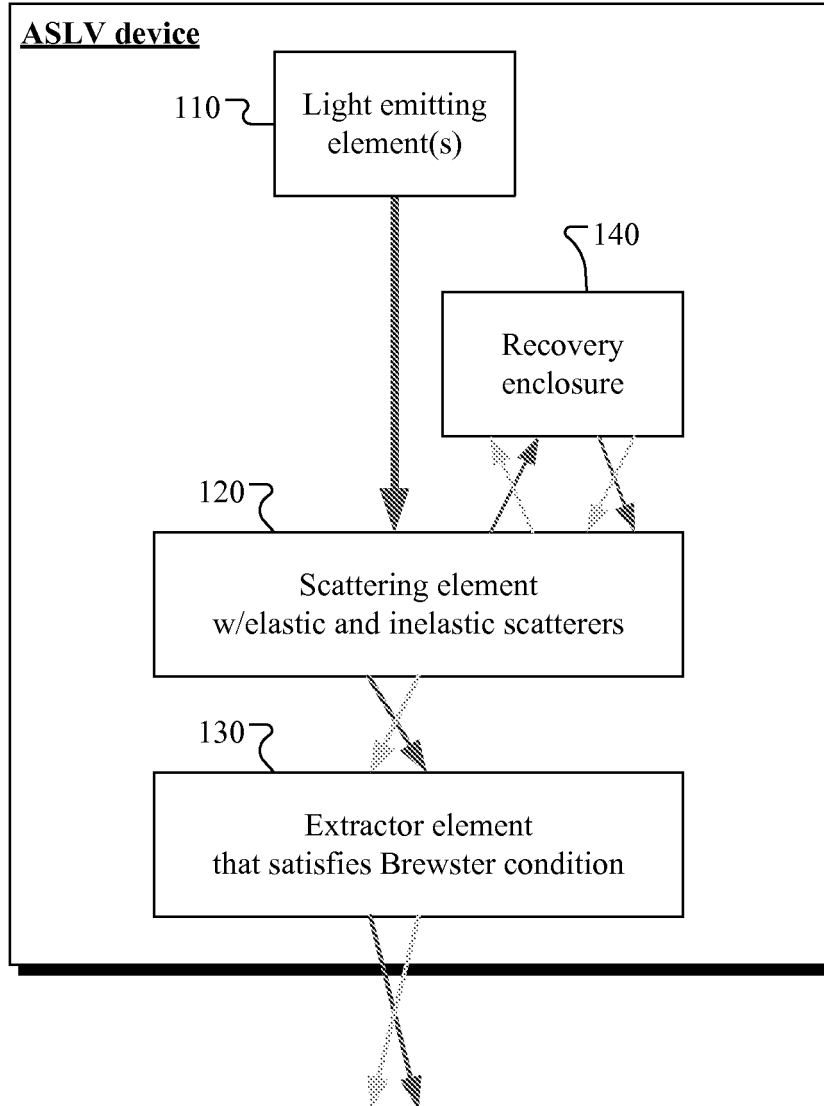 ASLV device
110
Light emitting
element(s)
140
Recovery
enclosure
120
Scattering element
w/elastic and inelastic scatterers
130
Extractor element
that satisfies Brewster condition